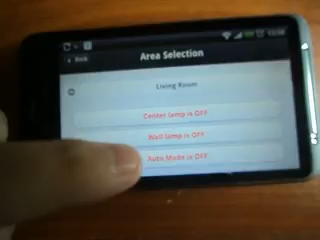 Back
Area Selection
Living Room
Center lamp is OFF
Wall lamp is OFF
Auto Mode is OFF